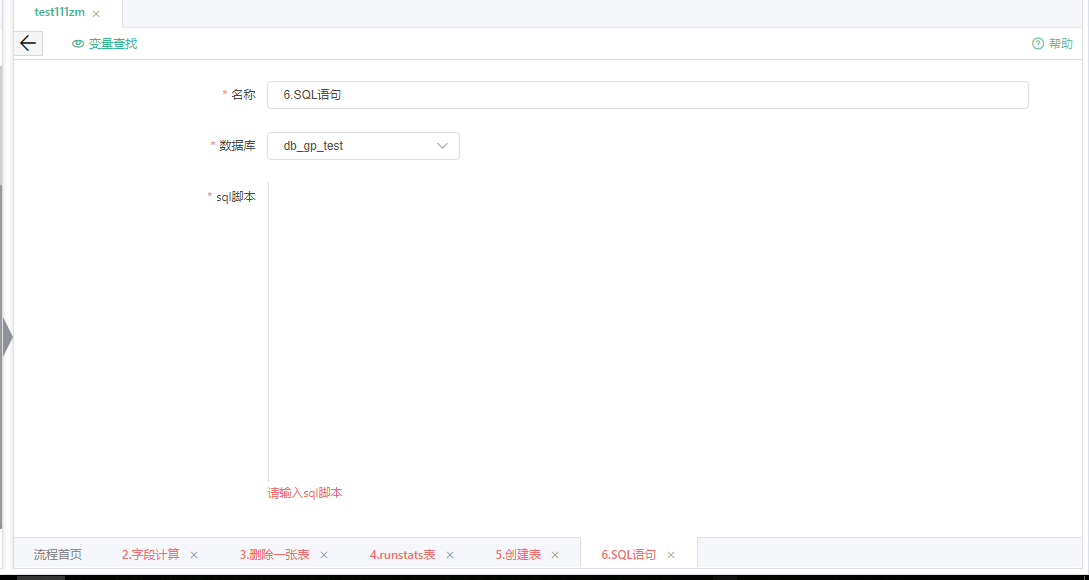 test111zm
变量查找 帮助
* 名称 6.SQL语句
* 数据库 db_gp_test
* sql脚本
请输入sql脚本
流程首页 2.字段计算 3.删除一张表 4.runstats表 5.创建表 6.SQL语句